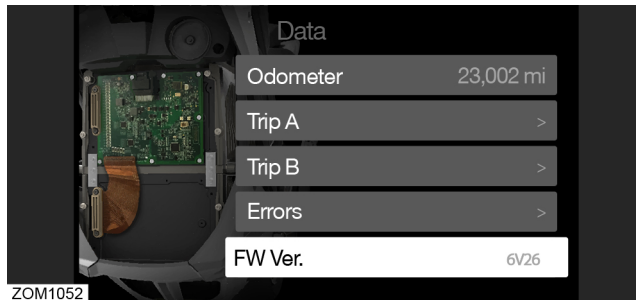 Data
Odometer 23,002 mi
Trip A >
Trip B >
Errors >
FW Ver. 6V26
ZOM1052